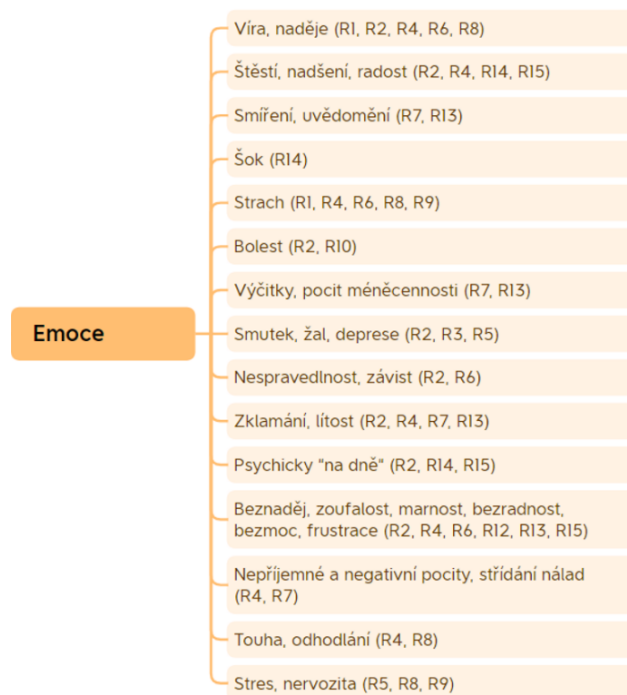 Víra, naděje (R1, R2, R4, R6, R8)
Štěstí, nadšení, radost (R2, R4, R14, R15)
Smíření, uvědomění (R7, R13)
Šok (R14)
Strach (R1, R4, R6, R8, R9)
Bolest (R2, R10)
Výčitky, pocit méněcennosti (R7, R13)
Emoce
Smutek, žal, deprese (R2, R3, R5)
Nespravedlnost, závist (R2, R6)
Zklamání, lítost (R2, R4, R7, R13)
Psychicky "na dně" (R2, R14, R15)
Beznaděj, zoufalost, marnost, bezradnost,
bezmoc, frustrace (R2, R4, R6, R12, R13, R15)
Nepříjemné a negativní pocity, střídání nálad
(R4, R7)
Touha, odhodlání (R4, R8)
Stres, nervozita (R5, R8, R9)